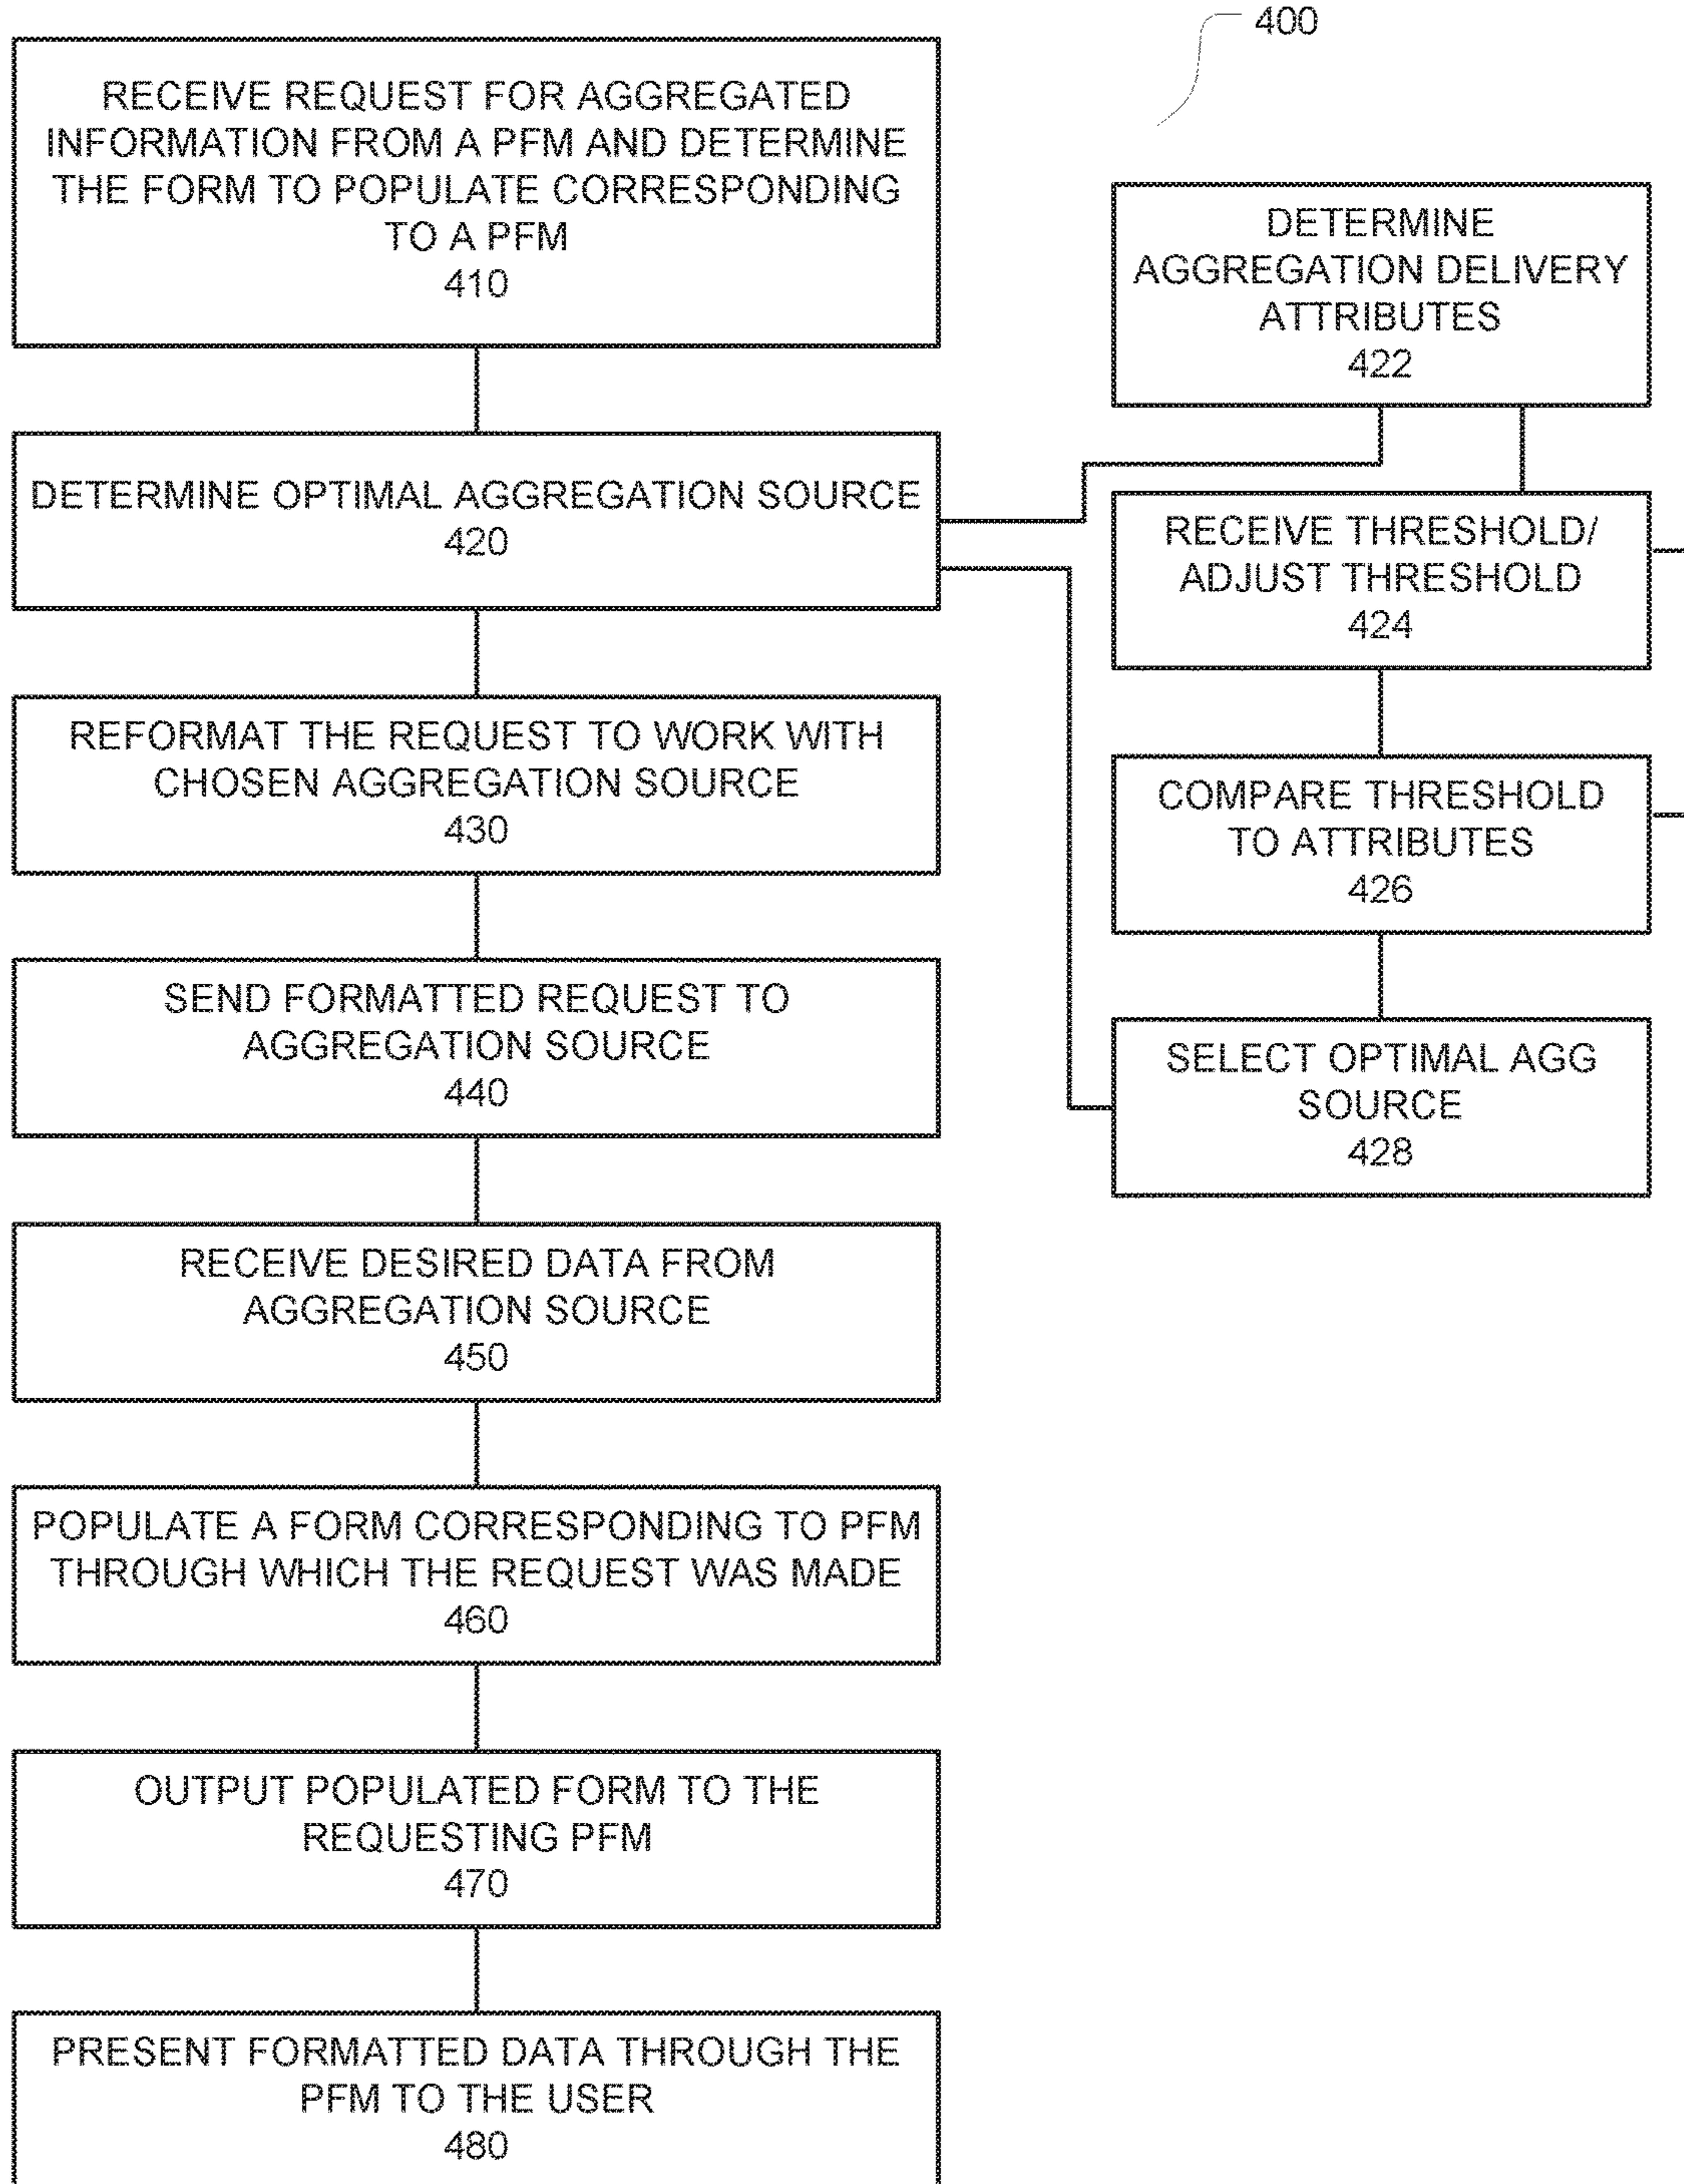 400
RECEIVE REQUEST FOR AGGREGATED
INFORMATION FROM A PFM AND DETERMINE
THE FORM TO POPULATE CORRESPONDING
TO A PFM
410
DETERMINE OPTIMAL AGGREGATION SOURCE
420
REFORMAT THE REQUEST TO WORK WITH
CHOSEN AGGREGATION SOURCE
430
SEND FORMATTED REQUEST TO
AGGREGATION SOURCE
440
RECEIVE DESIRED DATA FROM
AGGREGATION SOURCE
450
POPULATE A FORM CORRESPONDING TO PFM
THROUGH WHICH THE REQUEST WAS MADE
460
OUTPUT POPULATED FORM TO THE
REQUESTING PFM
470
PRESENT FORMATTED DATA THROUGH THE
PFM TO THE USER
480
DETERMINE
AGGREGATION DELIVERY
ATTRIBUTES
422
RECEIVE THRESHOLD/
ADJUST THRESHOLD
424
COMPARE THRESHOLD
TO ATTRIBUTES
426
SELECT OPTIMAL AGG
SOURCE
428